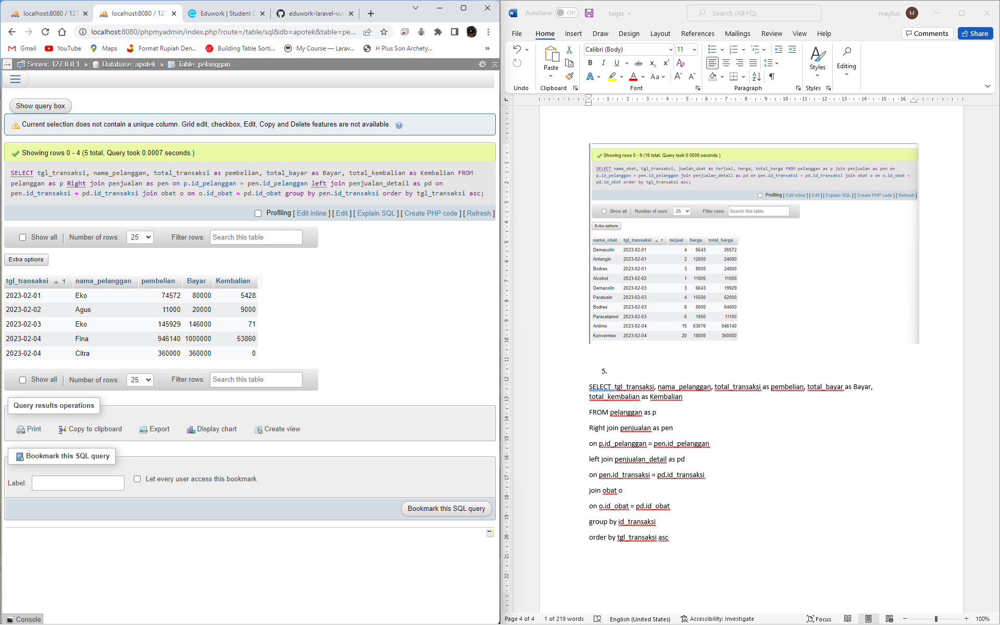 localhost:8080 / 127
localhost:8080 / 127
Eduwork | Student D
eduwork-laravel-vue
localhost:8080/phpmyadmin/index.php?route=/table/sql&db=apotek&table=pe...
Gmail
YouTube
Maps
Format Rupiah Den...
Building Table Sorti...
My Course — Larav...
H Plus Son Archety...
»
Server: 127.0.0.1 » Database: apotek » Table: pelanggan
Show query box
Current selection does not contain a unique column. Grid edit, checkbox, Edit, Copy and Delete features are not available.
Showing rows 0 - 4 (5 total, Query took 0.0007 seconds.)
SELECT tgl_transaksi, nama_pelanggan, total_transaksi as pembelian, total_bayar as Bayar, total_kembalian as Kembalian FROM
pelanggan as p Right join penjualan as pen on p.id_pelanggan = pen.id_pelanggan left join penjualan_detail as pd on
pen.id_transaksi = pd.id_transaksi join obat o on o.id_obat = pd.id_obat group by pen.id_transaksi order by tgl_transaksi asc;
Profiling [ Edit inline ] [ Edit ] [ Explain SQL ] [ Create PHP code ] [ Refresh ]
Show all | Number of rows: 25 Filter rows: Search this table
Extra options
tgl_transaksi 1 nama_pelanggan pembelian Bayar Kembalian
2023-02-01 Eko 74572 80000 5428
2023-02-02 Agus 11000 20000 9000
2023-02-03 Eko 145929 146000 71
2023-02-04 Fina 946140 1000000 53860
2023-02-04 Citra 360000 360000 0
Show all | Number of rows: 25 Filter rows: Search this table
Query results operations
Print Copy to clipboard Export Display chart Create view
Bookmark this SQL query
Label: Let every user access this bookmark
Bookmark this SQL query
Console
AutoSave Off tugas Search (Alt+Q) maylius M
File Home Insert Draw Design Layout References Mailings Review View Help Comments Share
Calibri (Body) 11
Paste
Styles
Editing
Undo Clipboard Font Paragraph Styles
Showing rows 0 - 9 (10 total, Query took 0.0008 seconds.)
SELECT nama_obat, tgl_transaksi, jumlah_obat as terjual, harga, total_harga FROM pelanggan as p join penjualan as pen on
p.id_pelanggan = pen.id_pelanggan join penjualan_detail as pd on pen.id_transaksi = pd.id_transaksi join obat o on o.id_obat =
pd.id_obat order by tgl_transaksi asc;
Profiling [ Edit inline ] [ Edit ] [ Explain SQL ] [ Create PHP code ] [ Refresh ]
Show all | Number of rows: 25 Filter rows: Search this table
Extra options
nama_obat tgl_transaksi 1 terjual harga total_harga
Demacolin 2023-02-01 4 6643 26572
Antangin 2023-02-01 2 12000 24000
Bodrex 2023-02-01 3 8000 24000
Alcohol 2023-02-02 1 11000 11000
Demacolin 2023-02-03 3 6643 19929
Paratusin 2023-02-03 4 15500 62000
Bodrex 2023-02-03 8 8000 64000
Paracetamol 2023-02-03 6 1850 11100
Antimo 2023-02-04 15 63076 946140
Konvermex 2023-02-04 20 18000 360000
5.
SELECT tgl_transaksi, nama_pelanggan, total_transaksi as pembelian, total_bayar as Bayar,
total_kembalian as Kembalian
FROM pelanggan as p
Right join penjualan as pen
on p.id_pelanggan = pen.id_pelanggan
left join penjualan_detail as pd
on pen.id_transaksi = pd.id_transaksi
join obat o
on o.id_obat = pd.id_obat
group by id_transaksi
order by tgl_transaksi asc
Page 4 of 4 1 of 219 words English (United States) Accessibility: Investigate Focus 100%